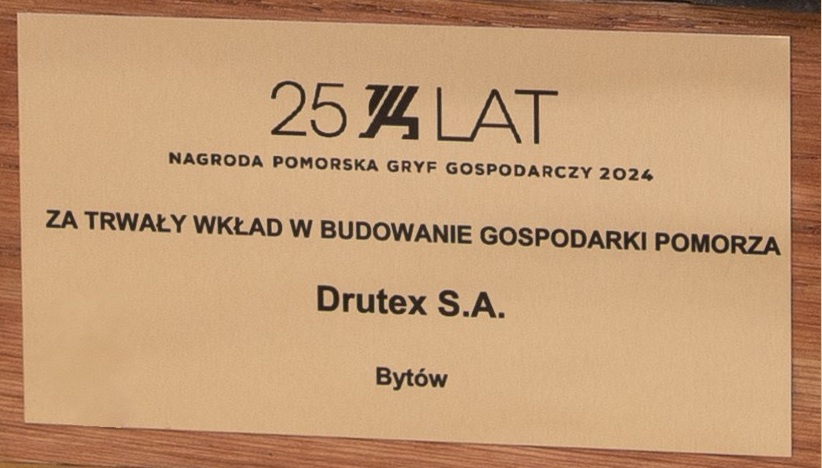 25 LAT
NAGRODA POMORSKA GRYF GOSPODARCZY 2024
ZA TRWAŁY WKŁAD W BUDOWANIE GOSPODARKI POMORZA
Drutex S.A.
Bytów